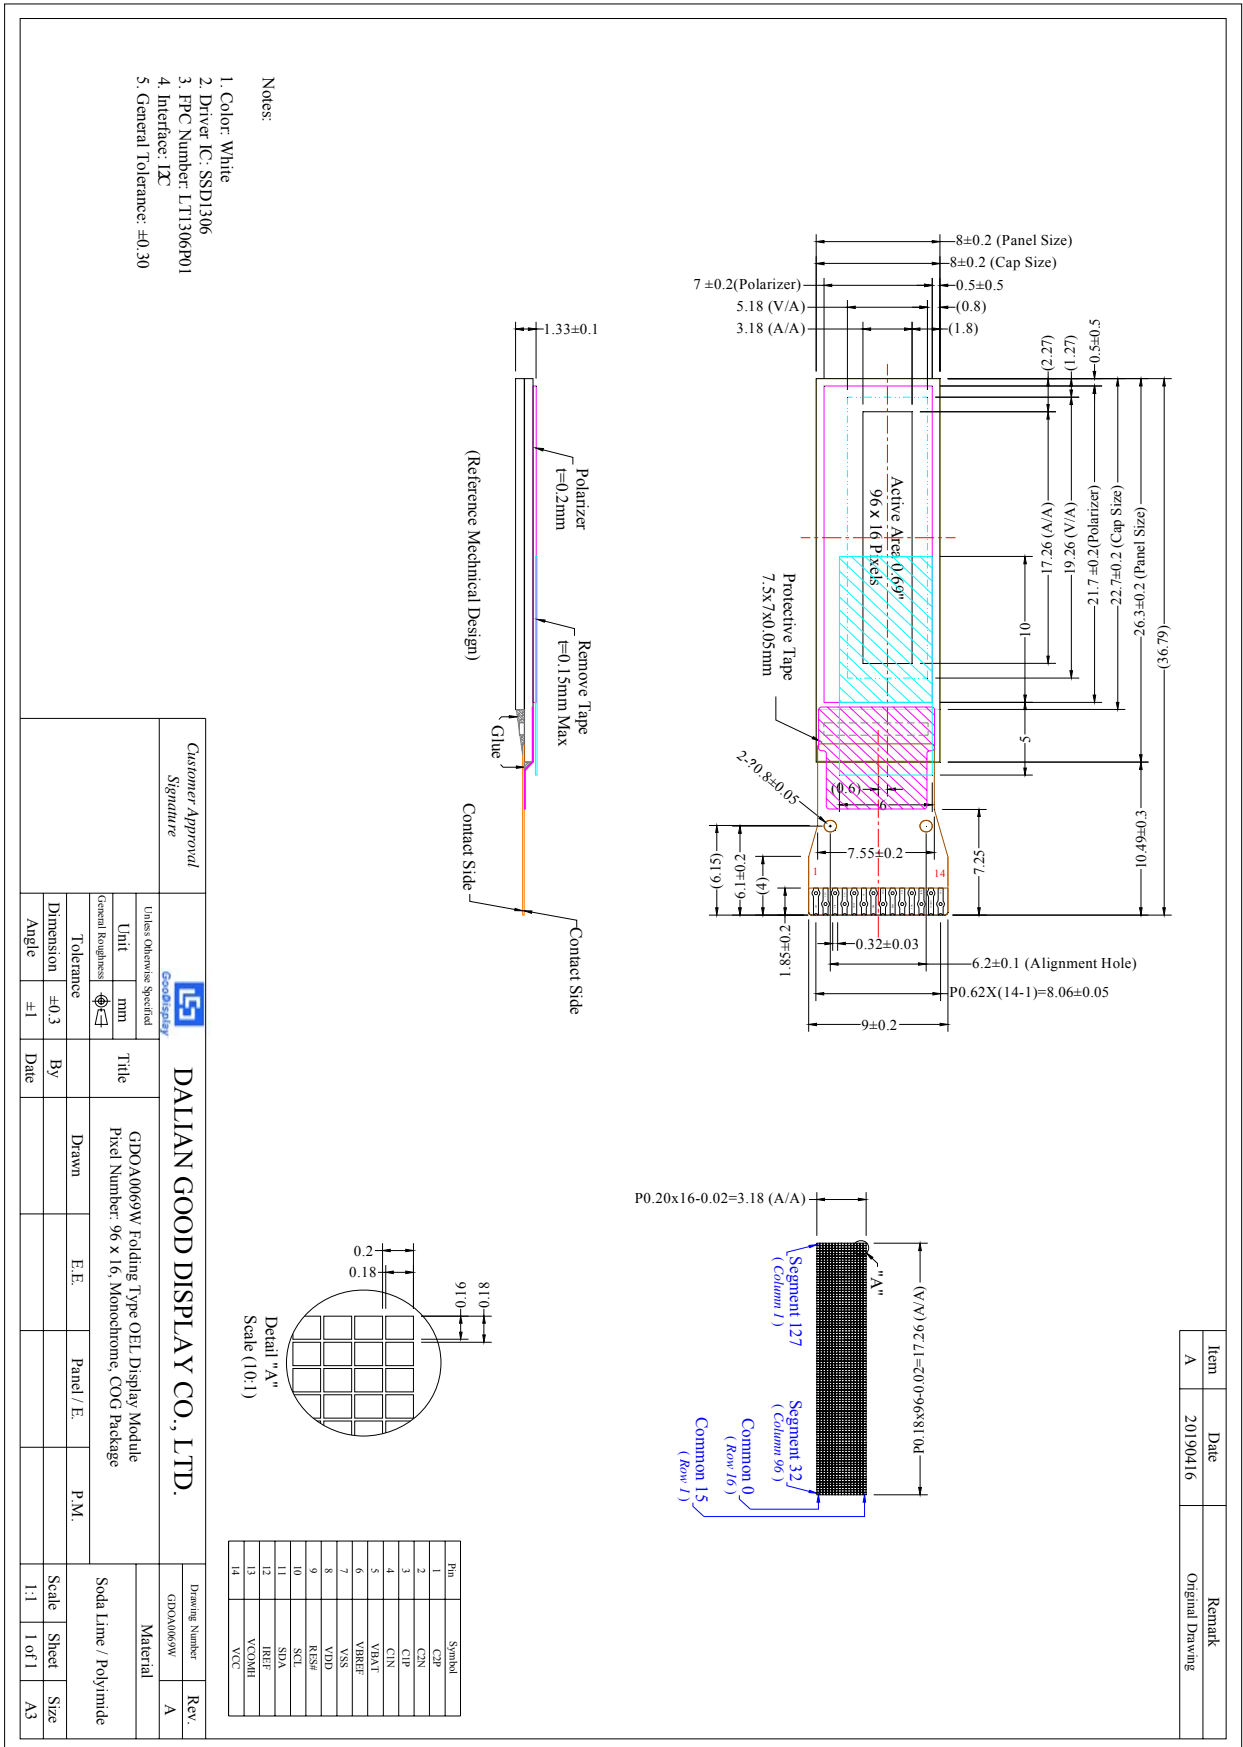 Item Date Remark
A 20190416 Original Drawing
8±0.2 (Panel Size)
8±0.2 (Cap Size)
7 ±0.2(Polarizer)
0.5±0.5
5.18 (V/A)
(0.8)
3.18 (A/A)
(1.8)
(2.27)
(1.27)
0.5±0.5
17.26 (A/A)
19.26 (V/A)
21.7 ±0.2(Polarizer)
22.7±0.2 (Cap Size)
26.3±0.2 (Panel Size)
(36.79)
10
5
10.49±0.3
7.25
Active Area 0.69"
96 x 16 Pixels
Protective Tape
7.5x7x0.05mm
2-?0.8±0.05
(0.6)
6
7.55±0.2
1
14
(6.15)
6.1±0.2
(4)
1.85±0.2
0.32±0.03
6.2±0.1 (Alignment Hole)
P0.62X(14-1)=8.06±0.05
9±0.2
P0.20x16-0.02=3.18 (A/A)
P0.18x96-0.02=17.26 (A/A)
"A"
Segment 127
( Column 1 )
Segment 32
( Column 96 )
Common 0
( Row 16 )
Common 15
( Row 1 )
1.33±0.1
Polarizer
t=0.2mm
Remove Tape
t=0.15mm Max
(Reference Mechnical Design)
Glue
Contact Side
Contact Side
0.2
0.18
0.16
0.18
Detail "A"
Scale (10:1)
Notes:
1. Color: White
2. Driver IC: SSD1306
3. FPC Number: LT1306P01
4. Interface: I2C
5. General Tolerance: ±0.30
Pin Symbol
1 C2P
2 C2N
3 C1P
4 C1N
5 VBAT
6 VBREF
7 VSS
8 VDD
9 RES#
10 SCL
11 SDA
12 IREF
13 VCOMH
14 VCC
Customer Approval
Signature
GooDisplay
DALIAN GOOD DISPLAY CO., LTD.
Drawing Number Rev.
GDOA0069W A
Unless Otherwise Specified
Unit mm
General Roughness
Tolerance
Dimension ±0.3
Angle ±1
Title
GDOA0069W Folding Type OEL Display Module
Pixel Number: 96 x 16, Monochrome, COG Package
Material
Soda Lime / Polyimide
Drawn E.E. Panel / E. P.M.
By
Date
Scale Sheet Size
1:1 1 of 1 A3